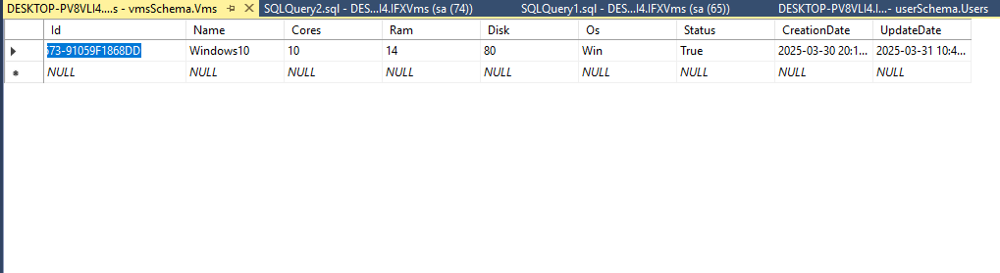 DESKTOP-PV8VLI4....s - vmsSchema.Vms SQLQuery2.sql - DES...I4.IFXVms (sa (74)) SQLQuery1.sql - DES...I4.IFXVms (sa (65)) DESKTOP-PV8VLI4.I...- userSchema.Users
Id Name Cores Ram Disk Os Status CreationDate UpdateDate
573-91059F1868DD Windows10 10 14 80 Win True 2025-03-30 20:1... 2025-03-31 10:4...
NULL NULL NULL NULL NULL NULL NULL NULL NULL